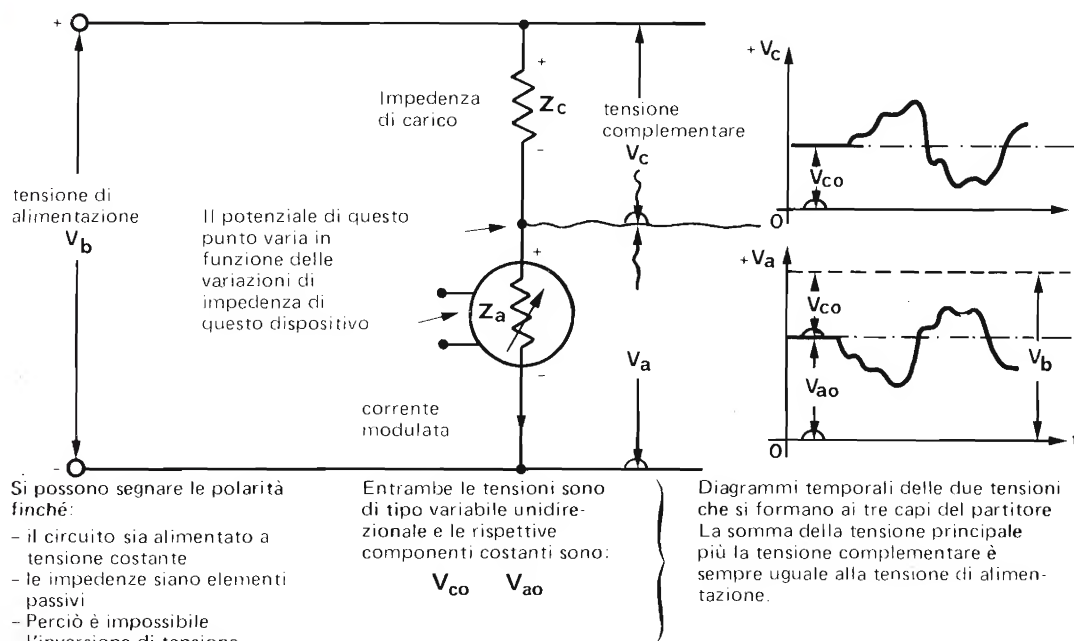 +
Impedenza
di carico
+
Zc
-
tensione
complementare
Vc
tensione di
alimentazione
Vb
Il potenziale di questo
punto varia in
funzione delle
variazioni di
impedenza di
questo dispositivo
+
Za
-
Va
corrente
modulata
-
+Vc
Vco
0
+Va
Vco
Vao
Vb
0
t
Si possono segnare le polarità
finché:
- il circuito sia alimentato a
tensione costante
- le impedenze siano elementi
passivi
- Perciò è impossibile
l'inversione di tensione
Entrambe le tensioni sono
di tipo variabile unidire-
zionale e le rispettive
componenti costanti sono:
Vco Vao
Diagrammi temporali delle due tensioni
che si formano ai tre capi del partitore
La somma della tensione principale
più la tensione complementare è
sempre uguale alla tensione di alimen-
tazione.